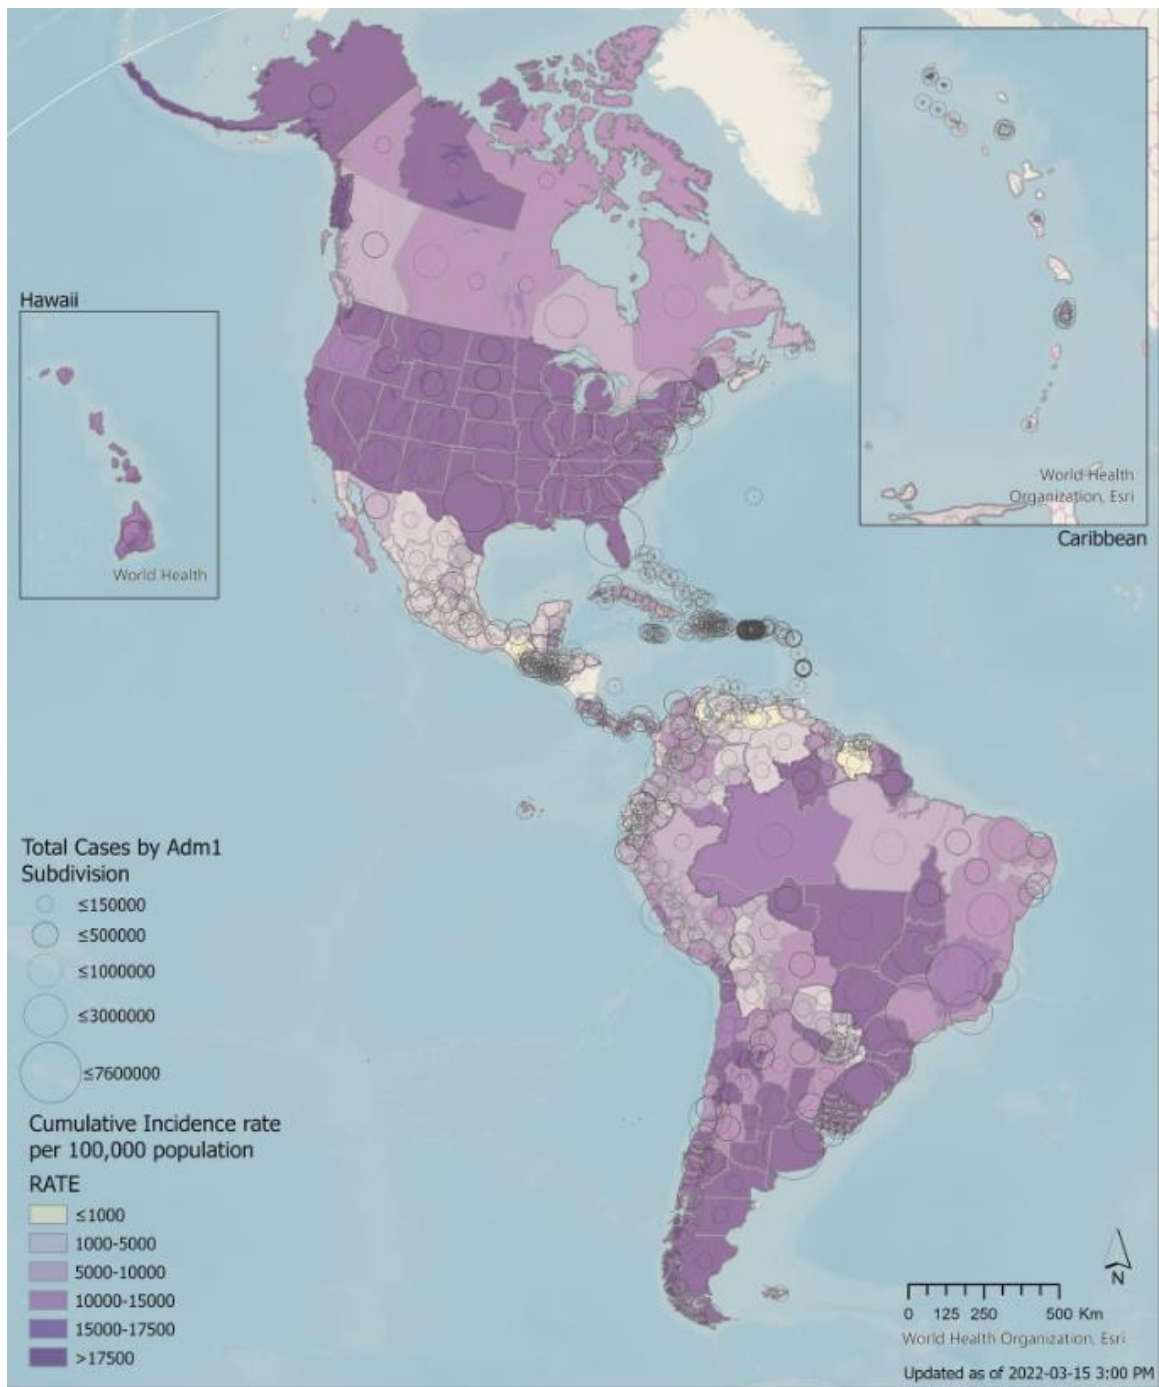 Hawaii
World Health
World Health
Organization, Esri
Caribbean
Total Cases by Adm1
Subdivision
≤150000
≤500000
≤1000000
≤3000000
≤7600000
Cumulative Incidence rate
per 100,000 population
RATE
≤1000
1000-5000
5000-10000
10000-15000
15000-17500
>17500
N
0 125 250 500 Km
World Health Organization, Esri
Updated as of 2022-03-15 3:00 PM